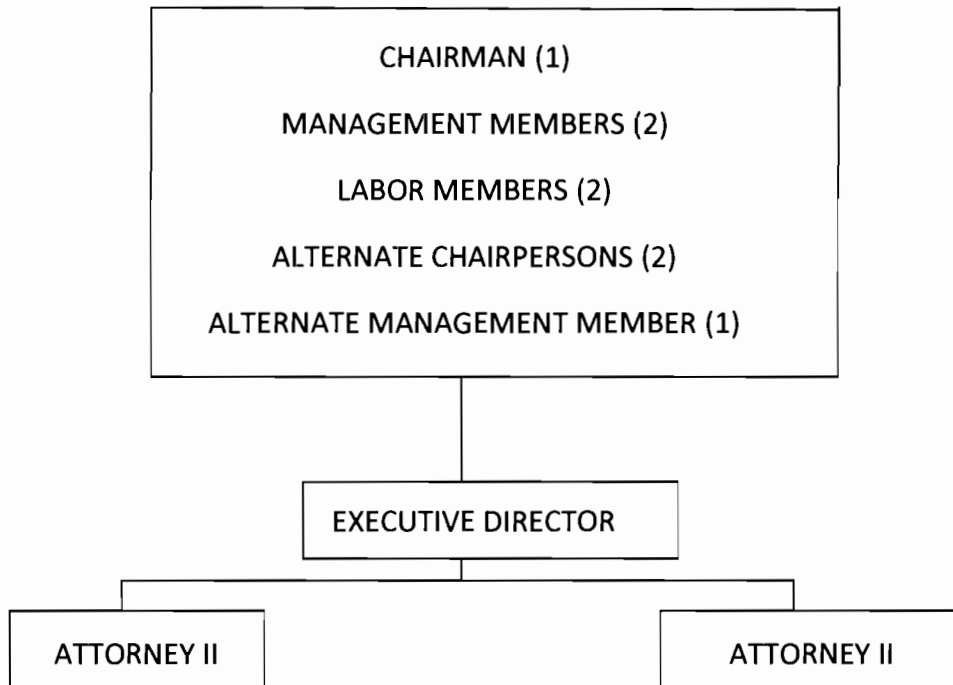 CHAIRMAN (1)
MANAGEMENT MEMBERS (2)
LABOR MEMBERS (2)
ALTERNATE CHAIRPERSONS (2)
ALTERNATE MANAGEMENT MEMBER (1)
EXECUTIVE DIRECTOR
ATTORNEY II
ATTORNEY II